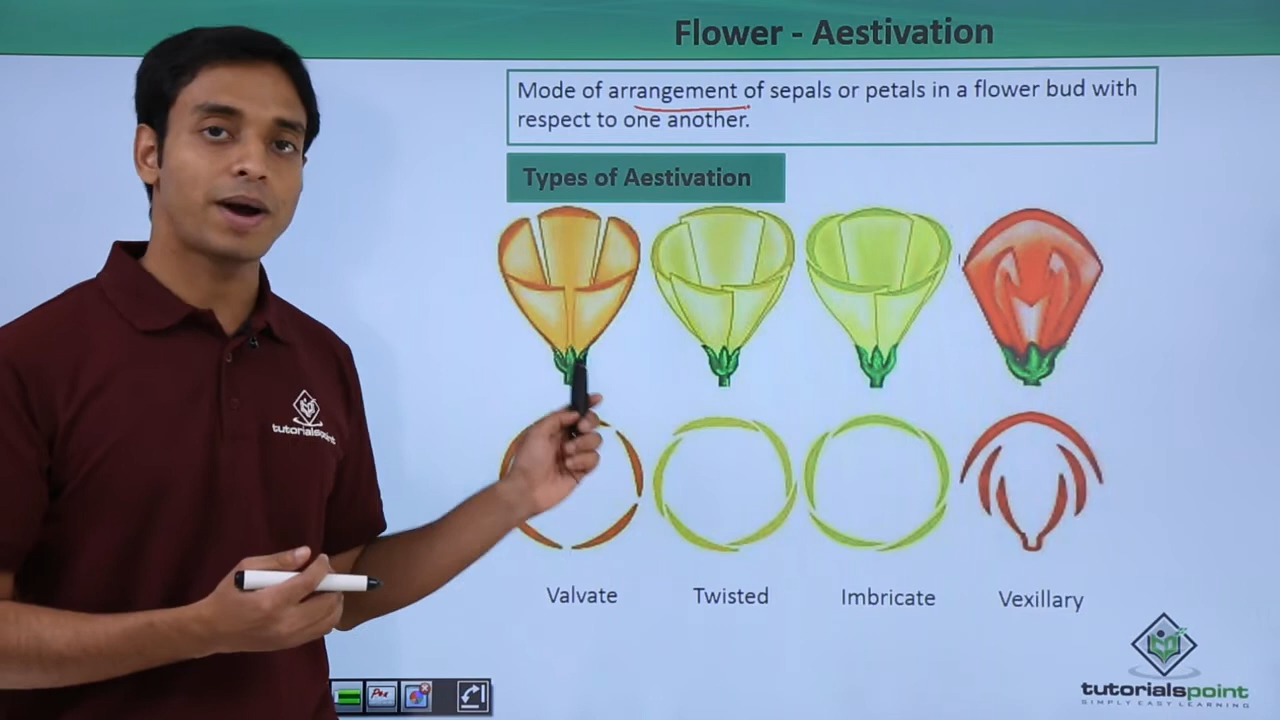 Flower - Aestivation
Mode of arrangement of sepals or petals in a flower bud with
respect to one another.
Types of Aestivation
tutorialspoint
Valvate
Twisted
Imbricate
Vexillary
Pen
tutorialspoint
SIMPLY EASY LEARNING